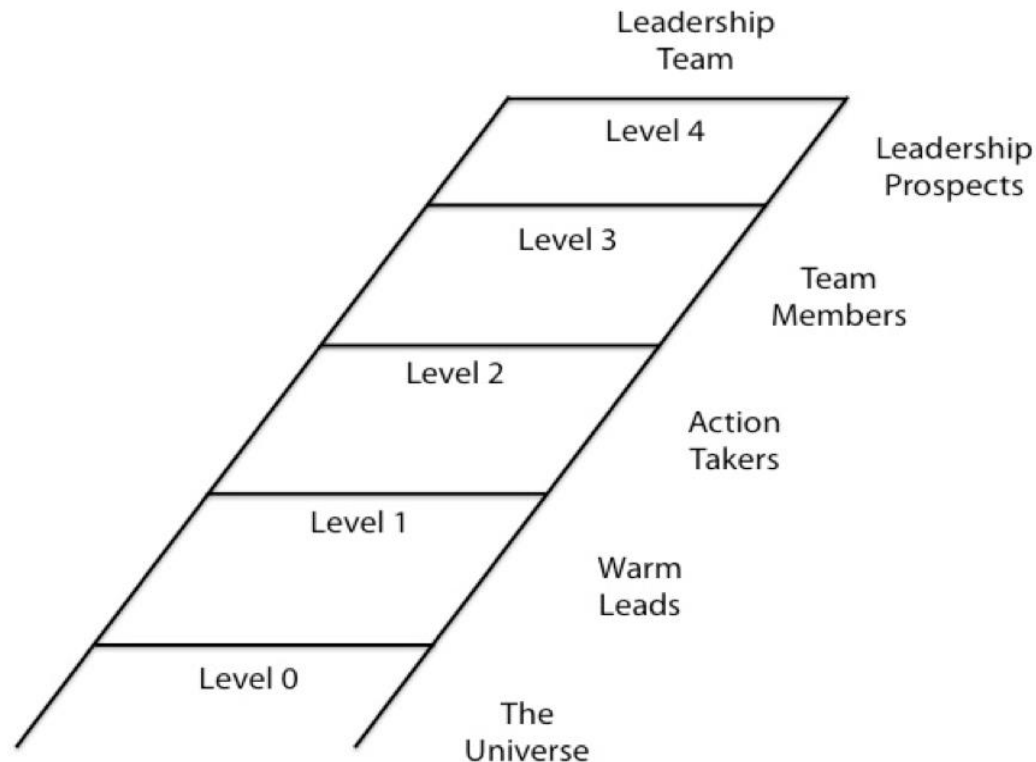 Leadership
Team
Level 4
Leadership
Prospects
Level 3
Team
Members
Level 2
Action
Takers
Level 1
Warm
Leads
Level 0
The
Universe